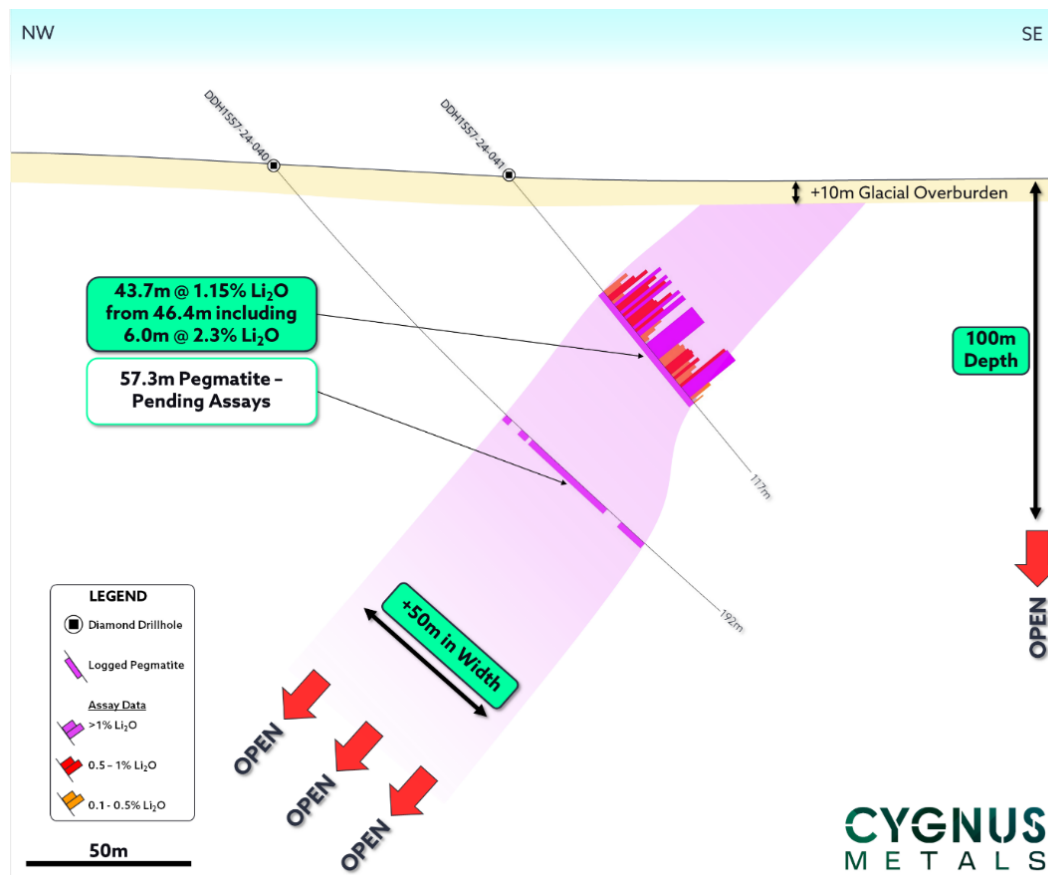 NW
SE
DDH1557-24-040
DDH1557-24-041
+10m Glacial Overburden
43.7m @ 1.15% Li₂O
from 46.4m including
6.0m @ 2.3% Li₂O
57.3m Pegmatite –
Pending Assays
100m
Depth
117m
192m
OPEN
+50m in Width
OPEN
OPEN
OPEN
LEGEND
Diamond Drillhole
Logged Pegmatite
Assay Data
>1% Li₂O
0.5 – 1% Li₂O
0.1 - 0.5% Li₂O
50m
CYGNUS
METALS